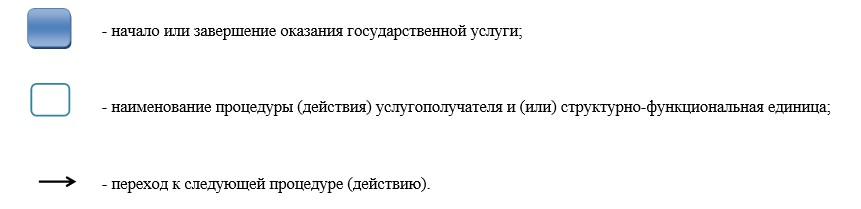 - начало или завершение оказания государственной услуги;
- наименование процедуры (действия) услугополучателя и (или) структурно-функциональная единица;
- переход к следующей процедуре (действию).